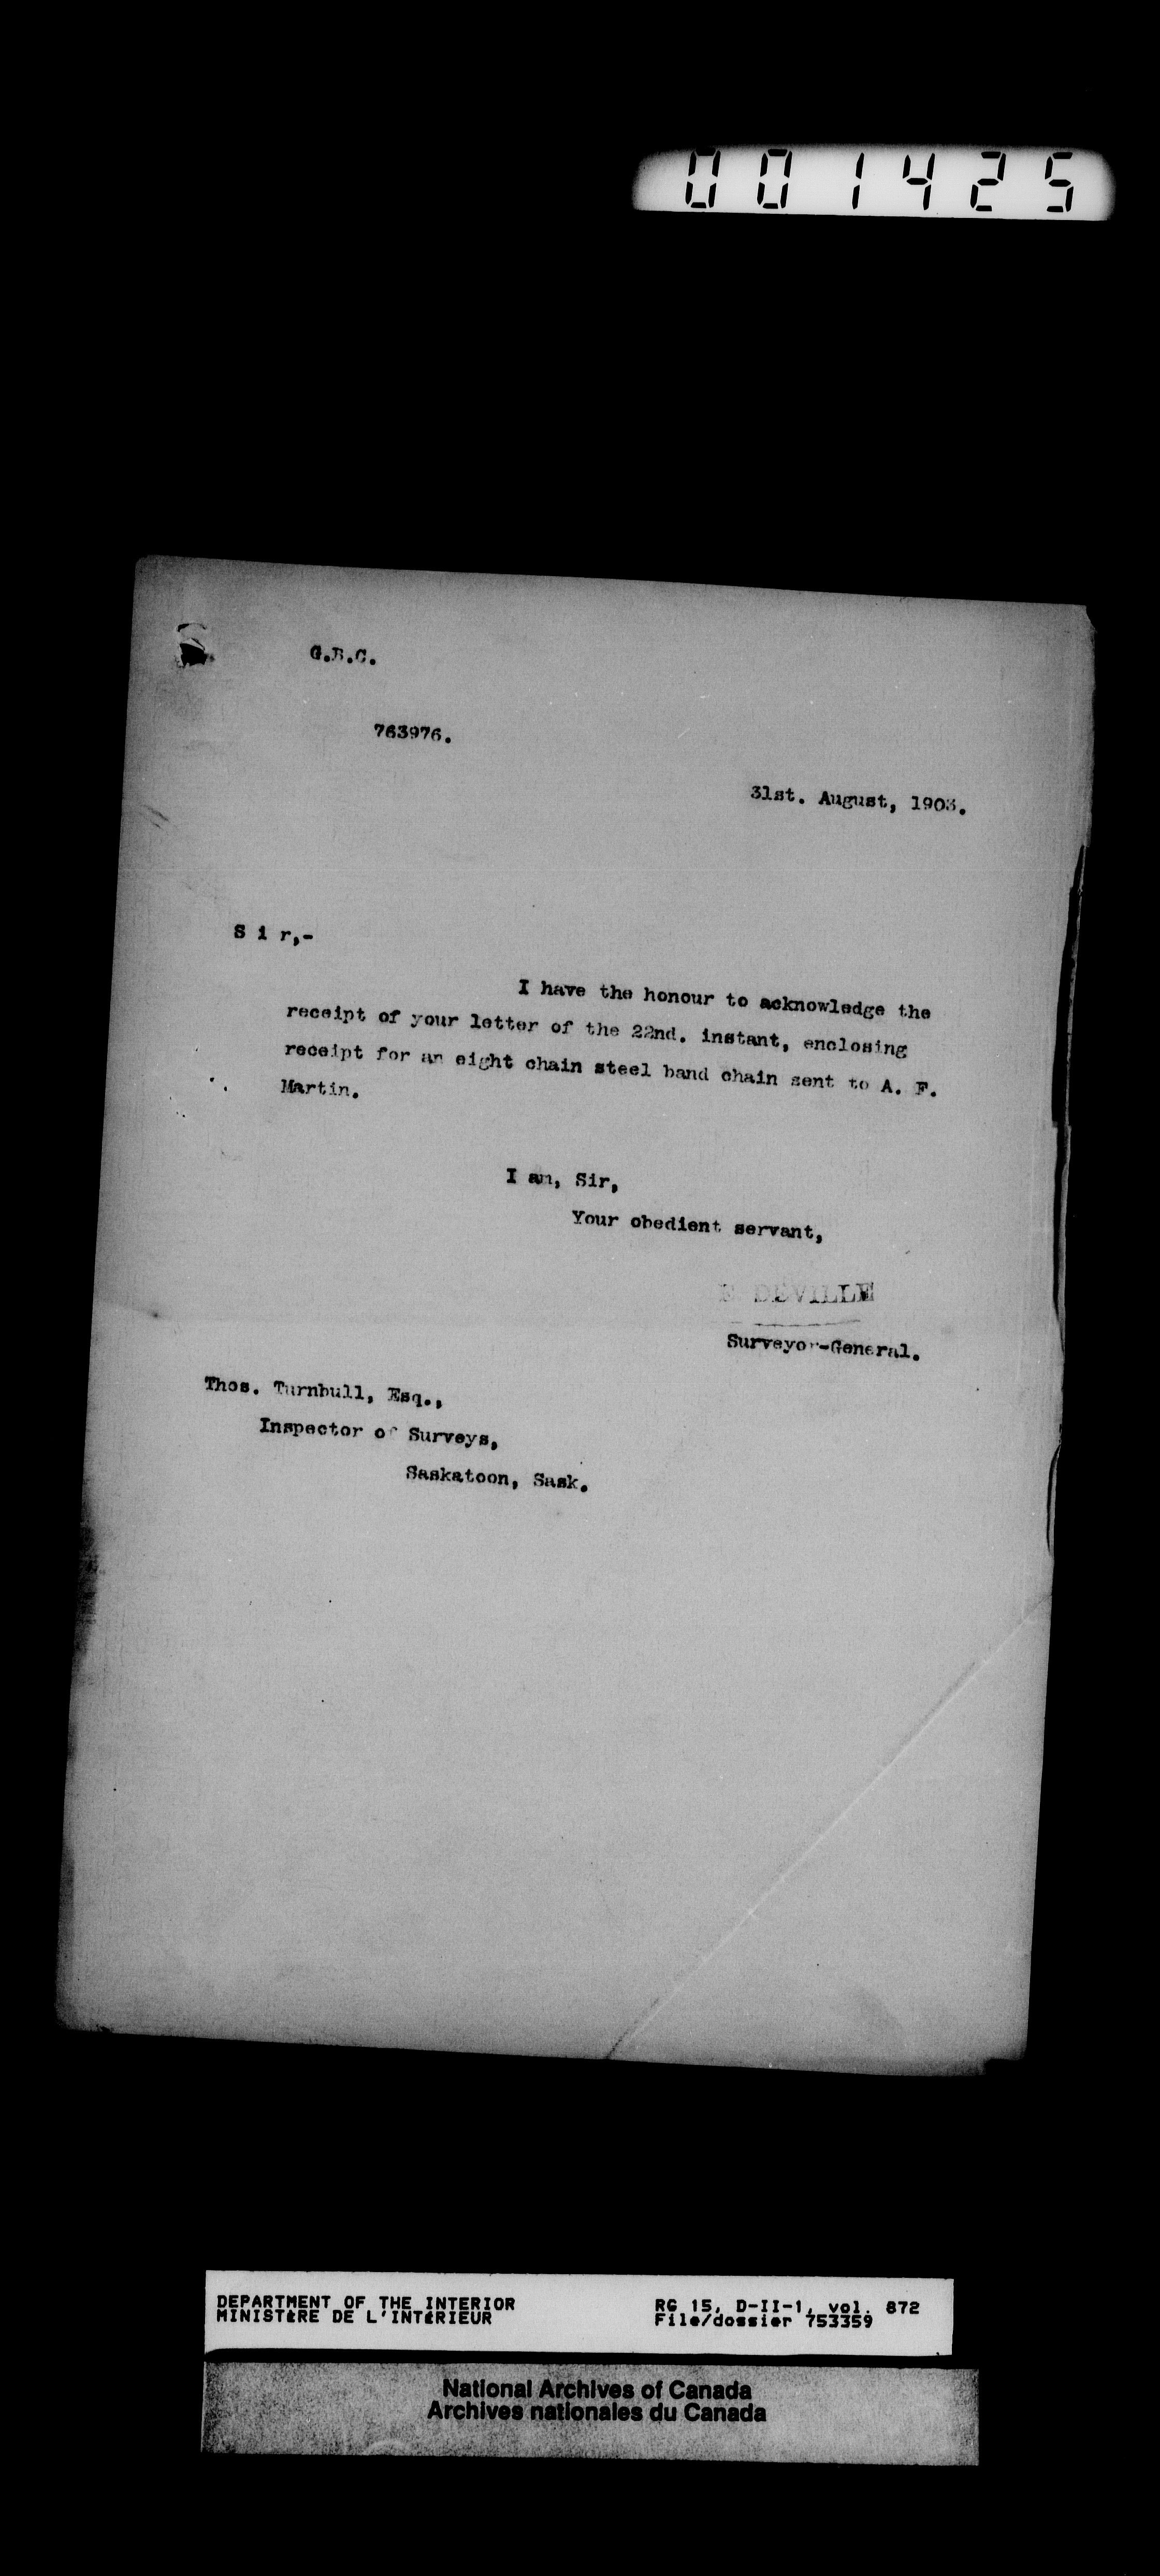 001425
G.B.C.
763976.
31st. August, 1903.
S i r,-
I have the honour to acknowledge the
receipt of your letter of the 22nd. instant, enclosing
receipt for an eight chain steel band chain sent to A. F.
Martin.
I am, Sir,
Your obedient servant,
E DEVILLE
Surveyor-General.
Thos. Turnbull, Esq.,
Inspector of Surveys,
Saskatoon, Sask.
DEPARTMENT OF THE INTERIOR RG 15, D-II-1, vol. 872
MINISTÈRE DE L'INTÉRIEUR File/dossier 753359
National Archives of Canada
Archives nationales du Canada